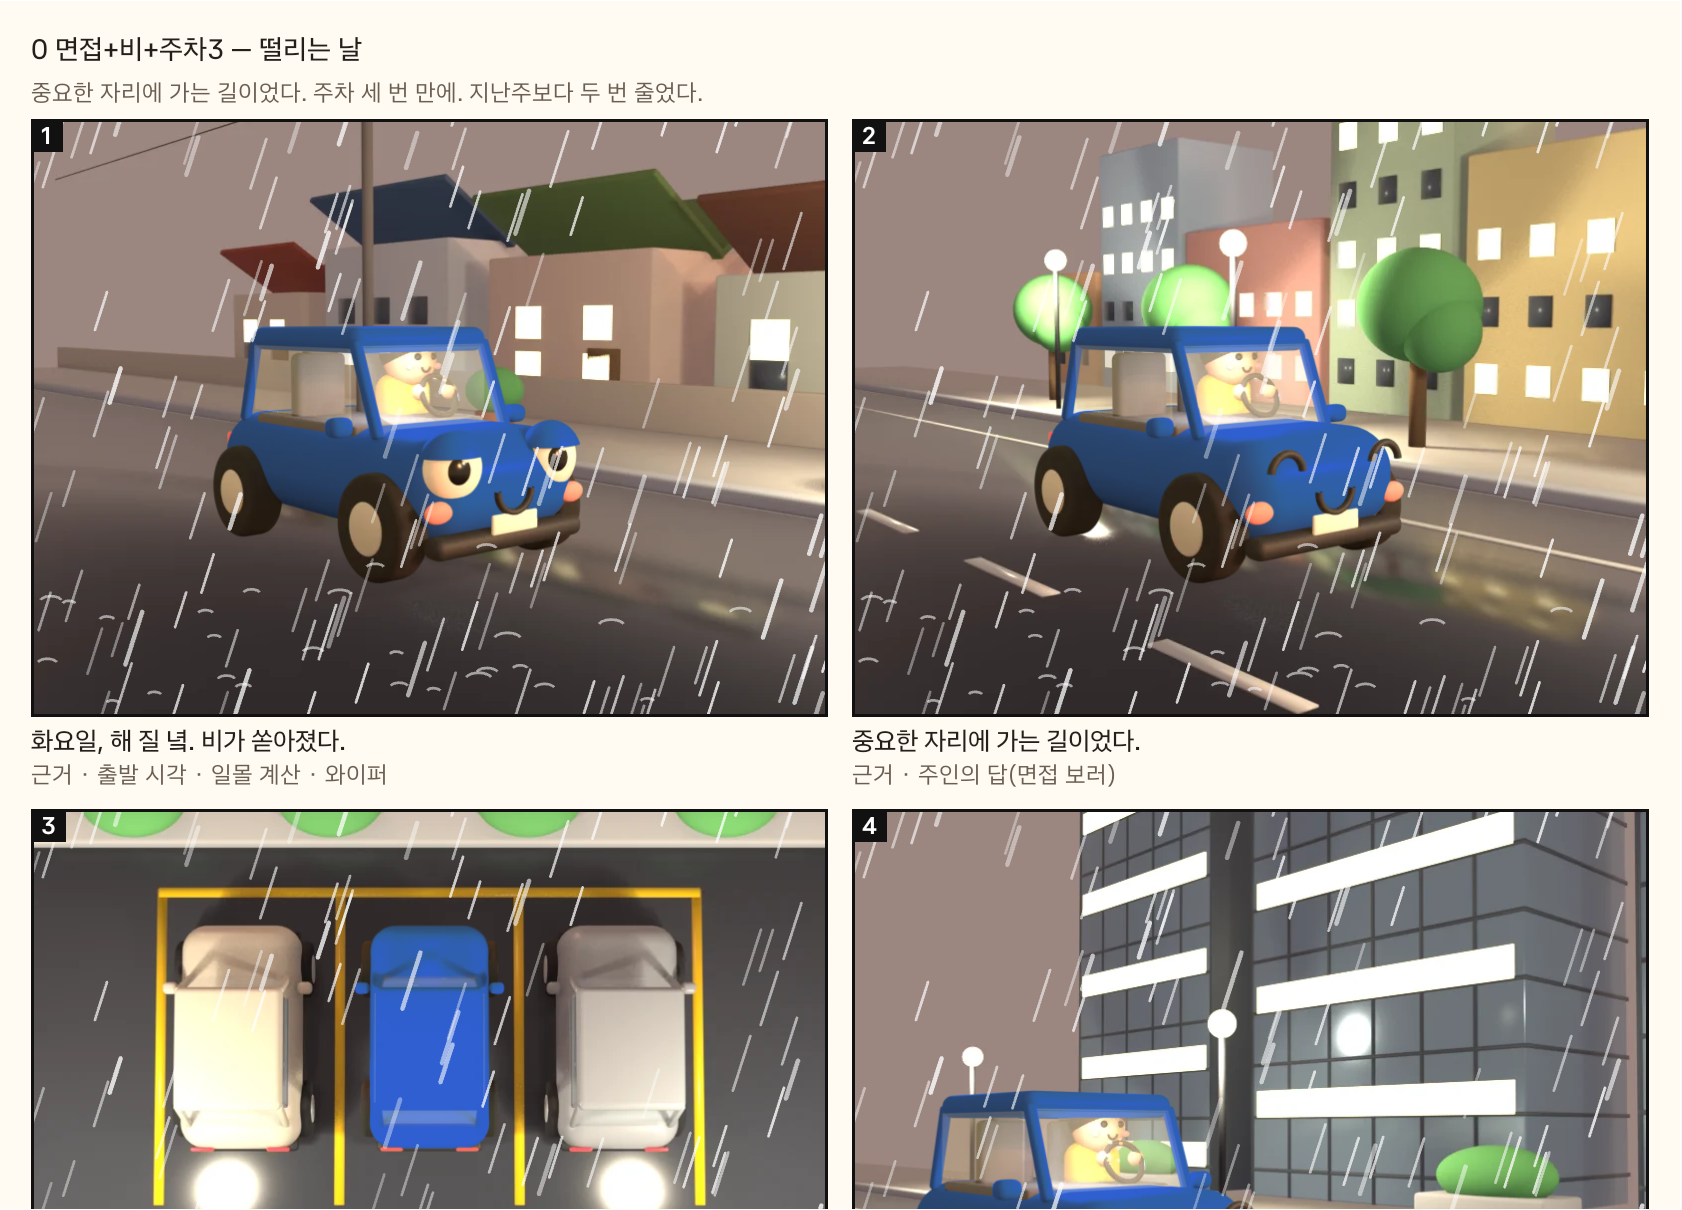 0 면접+비+주차3 — 떨리는 날
중요한 자리에 가는 길이었다. 주차 세 번 만에. 지난주보다 두 번 줄었다.
1
2
화요일, 해 질 녘. 비가 쏟아졌다.
근거 · 출발 시각 · 일몰 계산 · 와이퍼
중요한 자리에 가는 길이었다.
근거 · 주인의 답(면접 보러)
3
4